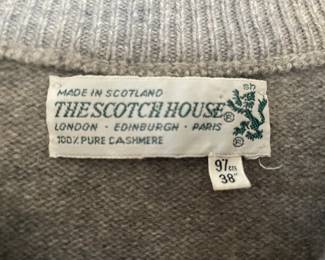 MADE IN SCOTLAND
THE SCOTCH HOUSE®
LONDON · EDINBURGH · PARIS
100% PURE CASHMERE
sh
®
97cm
38"